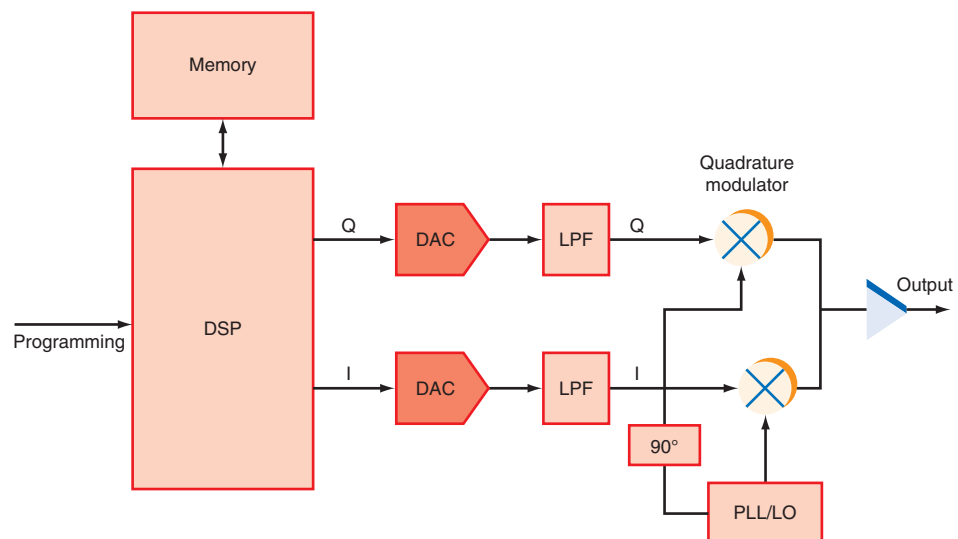 Memory
Quadrature
modulator
Q
DAC
LPF
Q
Output
Programming
DSP
I
DAC
LPF
I
90°
PLL/LO